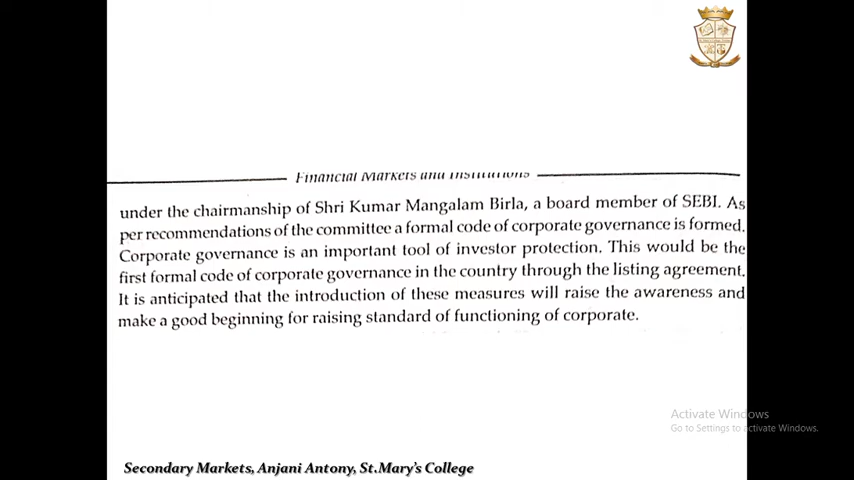 Financial Markets and Institutions
under the chairmanship of Shri Kumar Mangalam Birla, a board member of SEBI. As
per recommendations of the committee a formal code of corporate governance is formed.
Corporate governance is an important tool of investor protection. This would be the
first formal code of corporate governance in the country through the listing agreement.
It is anticipated that the introduction of these measures will raise the awareness and
make a good beginning for raising standard of functioning of corporate.
Activate Windows
Go to Settings to activate Windows.
Secondary Markets, Anjani Antony, St.Mary's College